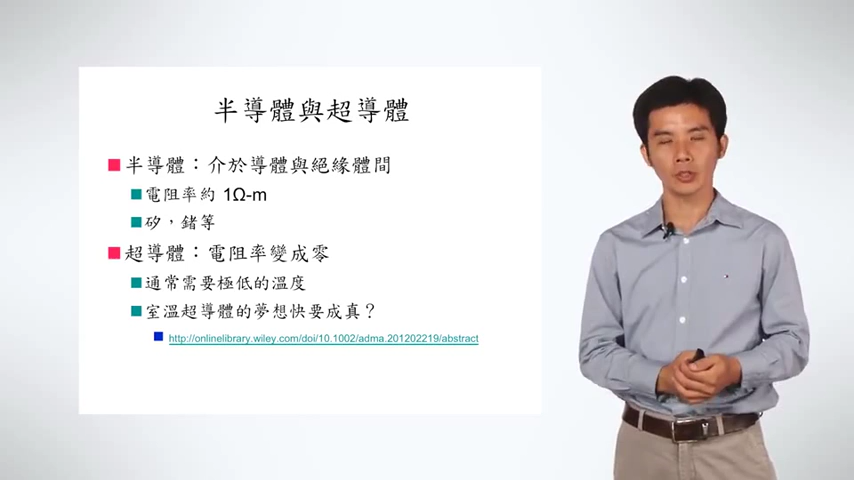 半導體與超導體
半導體：介於導體與絕緣體間
電阻率約 1Ω-m
矽，鍺等
超導體：電阻率變成零
通常需要極低的溫度
室溫超導體的夢想快要成真？
http://onlinelibrary.wiley.com/doi/10.1002/adma.201202219/abstract